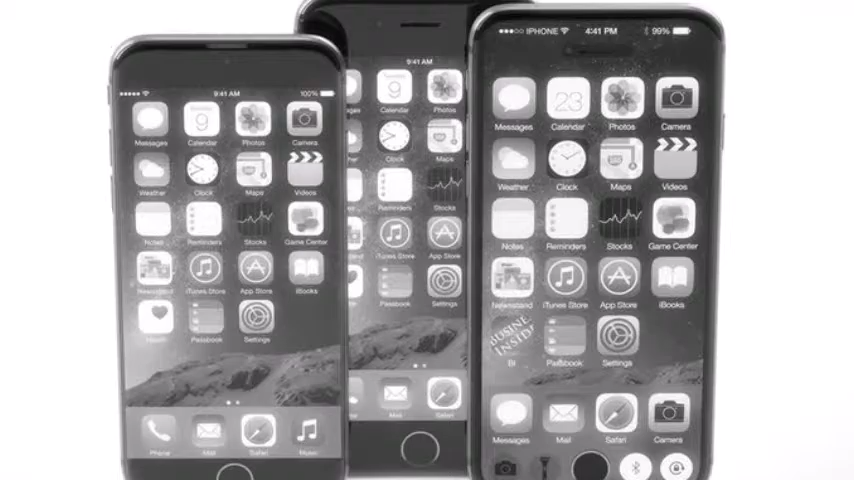 9:41 AM 100%
Messages Calendar Photos Camera
9
Weather Clock Maps Videos
Notes Reminders Stocks Game Center
Newsstand iTunes Store App Store iBooks
Health Passbook Settings
Phone Mail Safari Music
9:41 AM
9
Calendar Photos
Clock Maps
Reminders Stocks
iTunes Store App Store
Passbook Settings
Mail Safari
IPHONE 4:41 PM 99%
23
Messages Calendar Photos Camera
Weather Clock Maps Videos
Notes Reminders Stocks Game Center
Newsstand iTunes Store App Store iBooks
BUSINE
INSID
BI Passbook Settings
Messages Mail Safari Camera